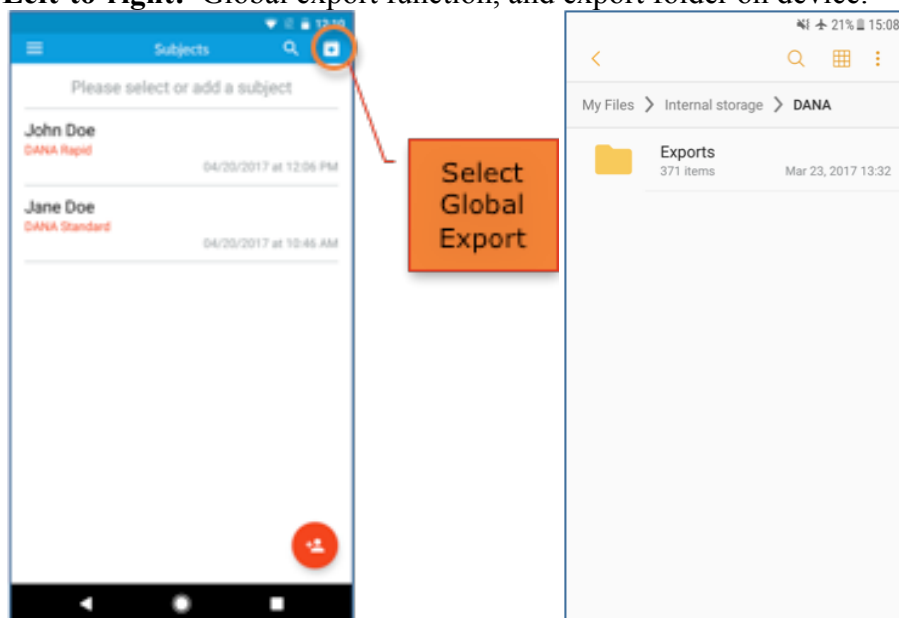 Left-to-right: Global export function, and export folder on device.
12:10
Subjects
Please select or add a subject
John Doe
DANA Rapid
04/20/2017 at 12:06 PM
Jane Doe
DANA Standard
04/20/2017 at 10:46 AM
Select
Global
Export
21% 15:08
My Files > Internal storage > DANA
Exports
371 items Mar 23, 2017 13:32